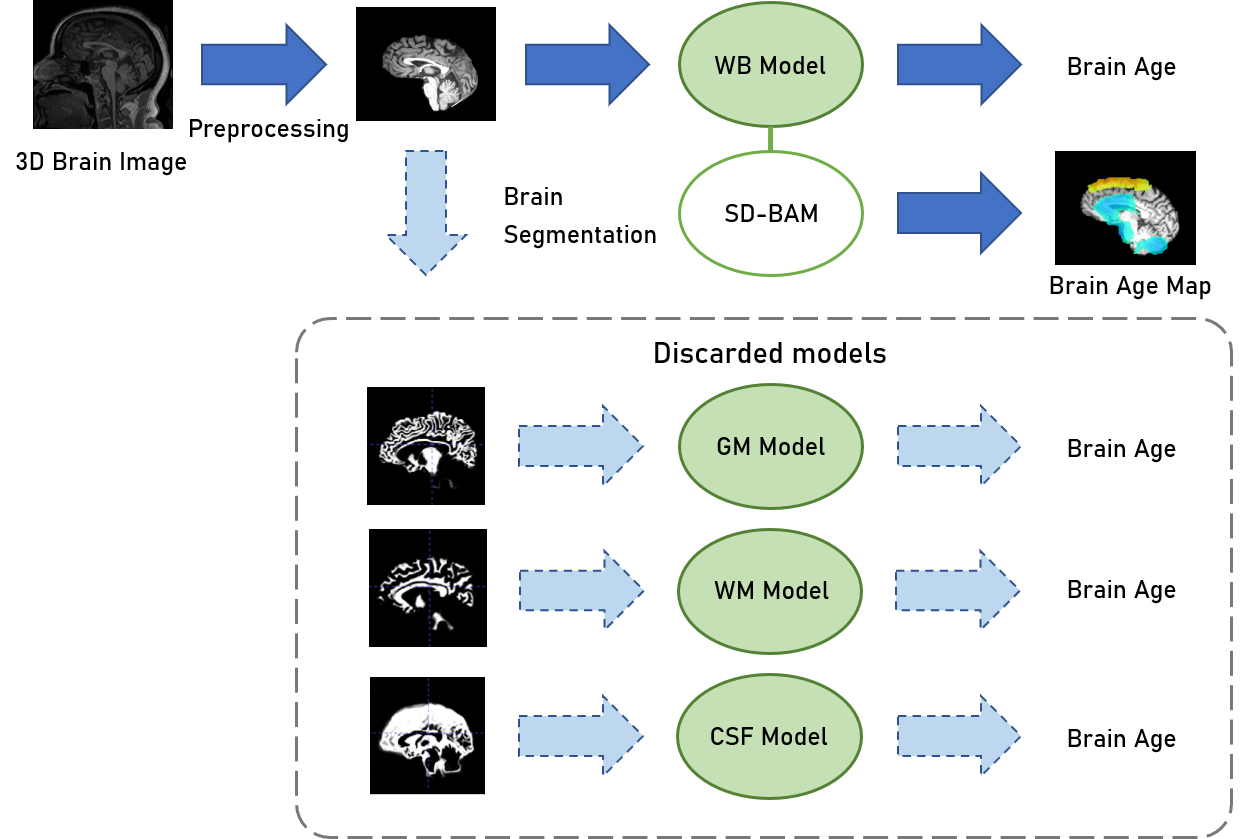 WB Model
Brain Age
Preprocessing
3D Brain Image
Brain
Segmentation
SD-BAM
Brain Age Map
Discarded models
GM Model
Brain Age
WM Model
Brain Age
CSF Model
Brain Age